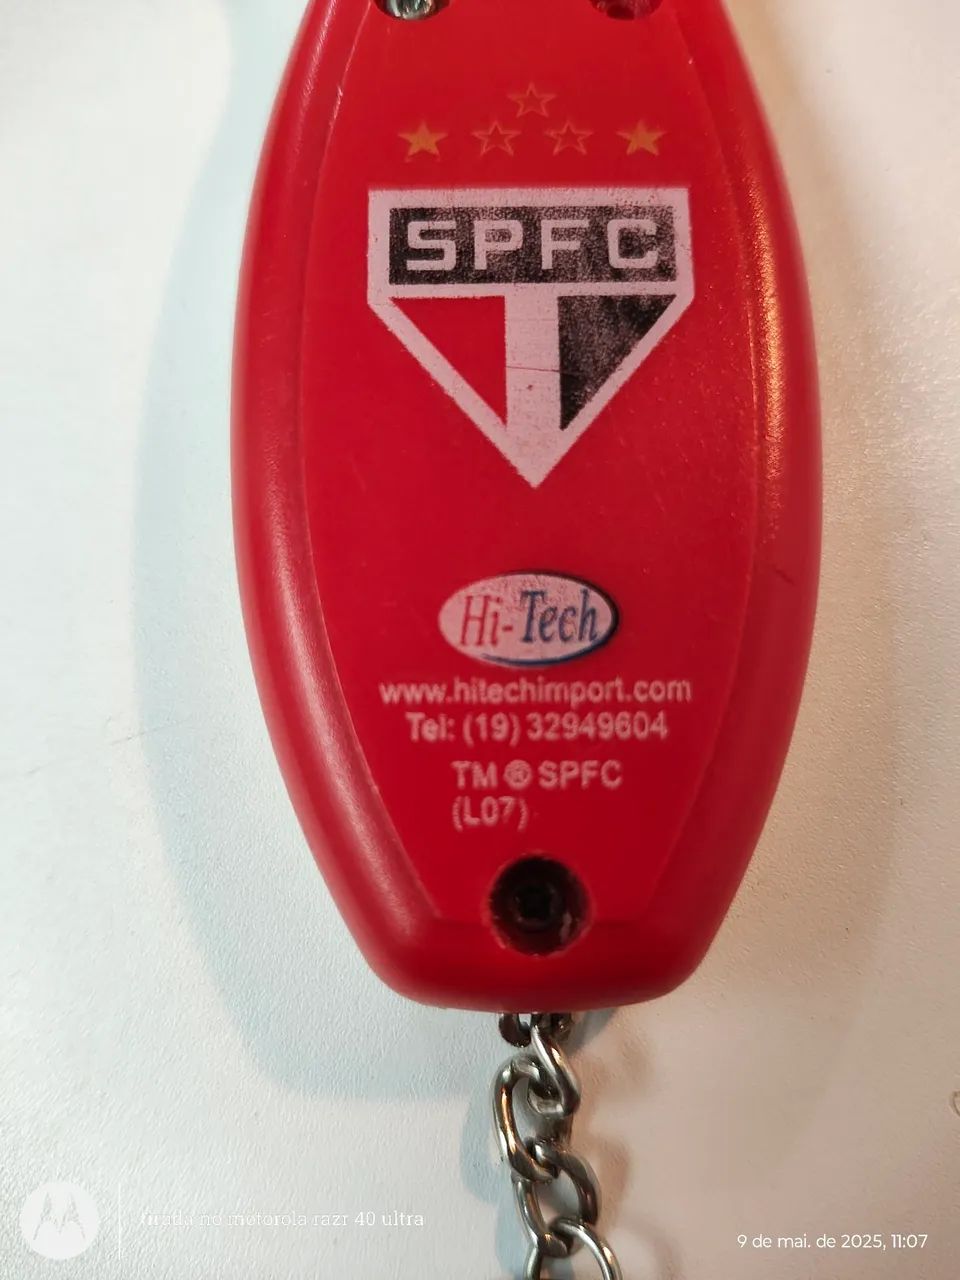 SPFC
Hi-Tech
www.hitechimport.com
Tel: (19) 32949604
TM ® SPFC
(L07)
tirada no motorola razr 40 ultra
9 de mai. de 2025, 11:07